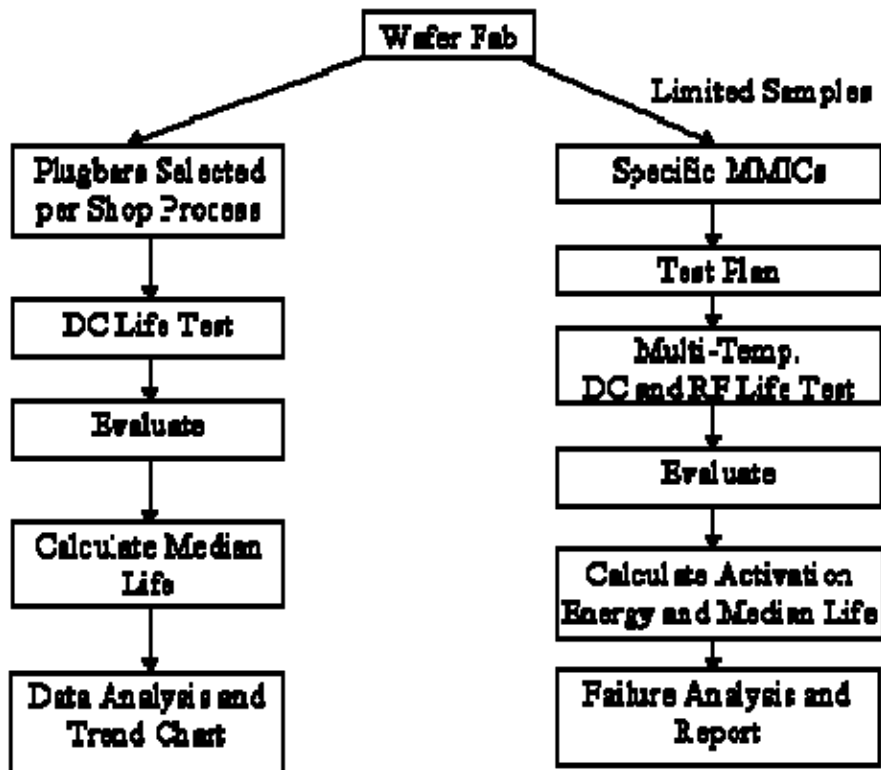 Wafer Fab
Limited Samples
Plugbars Selected
per Shop Process
DC Life Test
Evaluate
Calculate Median
Life
Data Analysis and
Trend Chart
Specific MMICs
Test Plan
Multi-Temp.
DC and RF Life Test
Evaluate
Calculate Activation
Energy and Median Life
Failure Analysis and
Report